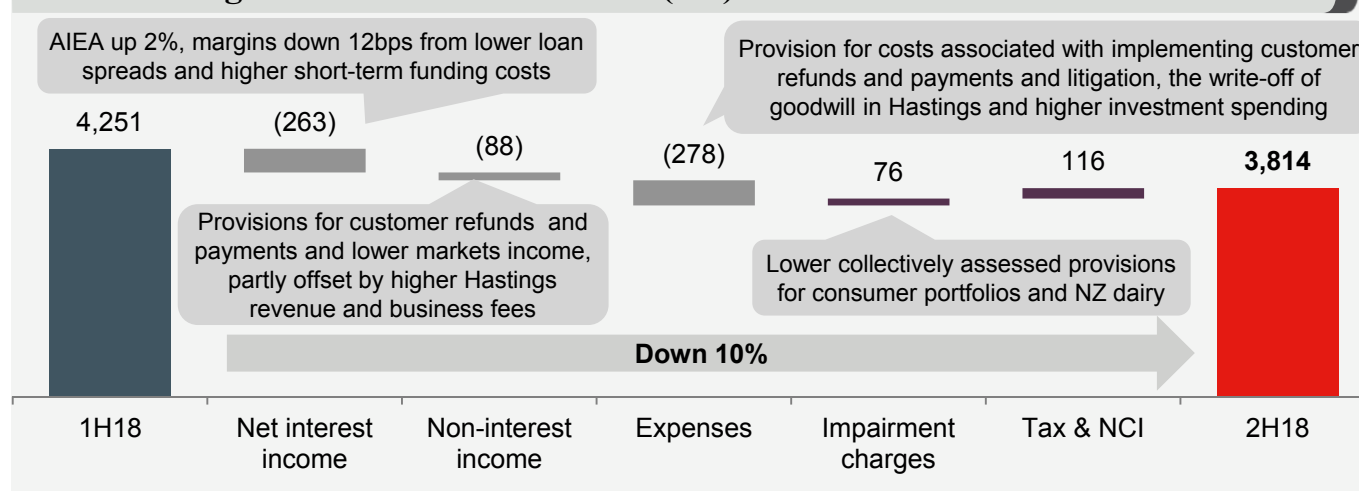 AIEA up 2%, margins down 12bps from lower loan
spreads and higher short-term funding costs
Provision for costs associated with implementing customer
refunds and payments and litigation, the write-off of
goodwill in Hastings and higher investment spending
4,251
(263)
(88)
(278)
76
116
3,814
Provisions for customer refunds and
payments and lower markets income,
partly offset by higher Hastings
revenue and business fees
Lower collectively assessed provisions
for consumer portfolios and NZ dairy
Down 10%
1H18
Net interest
income
Non-interest
income
Expenses
Impairment
charges
Tax & NCI
2H18